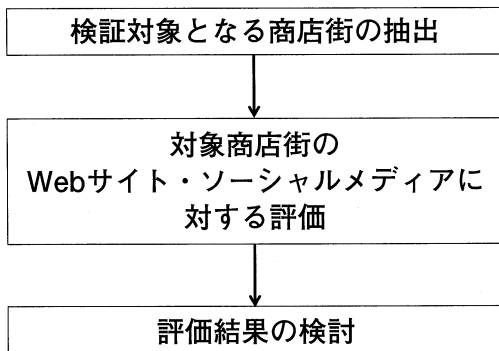 検証対象となる商店街の抽出
対象商店街の
Webサイト・ソーシャルメディアに
対する評価
評価結果の検討